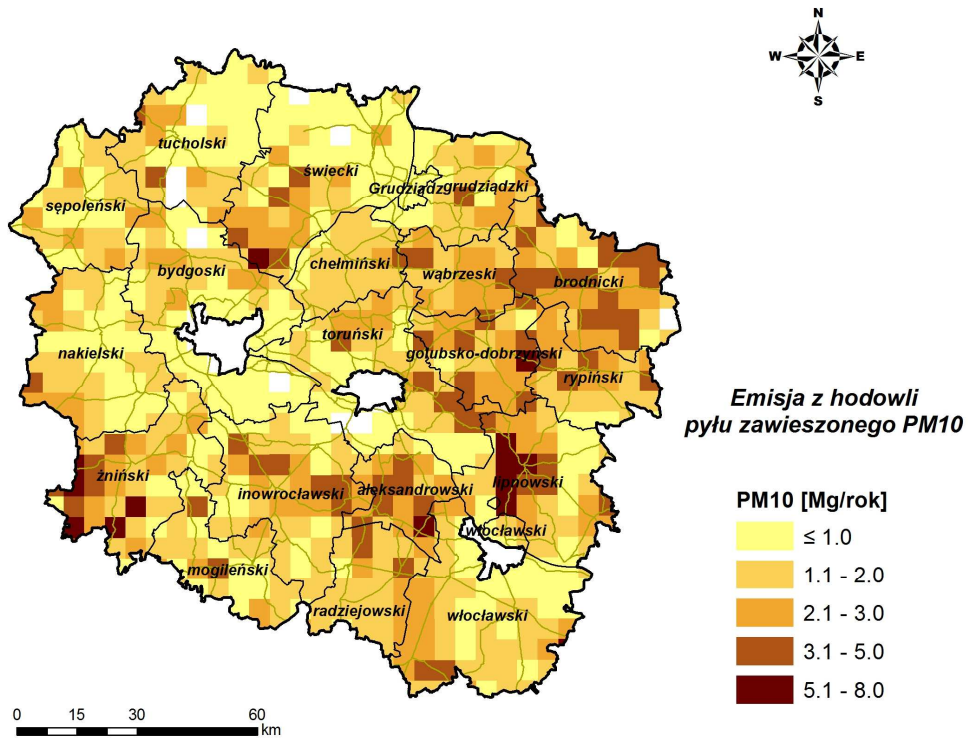 N
W E
S
tucholski
świecki
Grudziądz
grudziądzki
sępoleński
bydgoski
chełmiński
wąbrzeski
brodnicki
toruński
nakielski
golubsko-dobrzyński
rypiński
Emisja z hodowli
pyłu zawieszonego PM10
żniński
inowrocławski
aleksandrowski
lipnowski
PM10 [Mg/rok]
włocławski
≤ 1.0
mogileński
1.1 - 2.0
radziejowski
włocławski
2.1 - 3.0
3.1 - 5.0
5.1 - 8.0
0 15 30 60
km